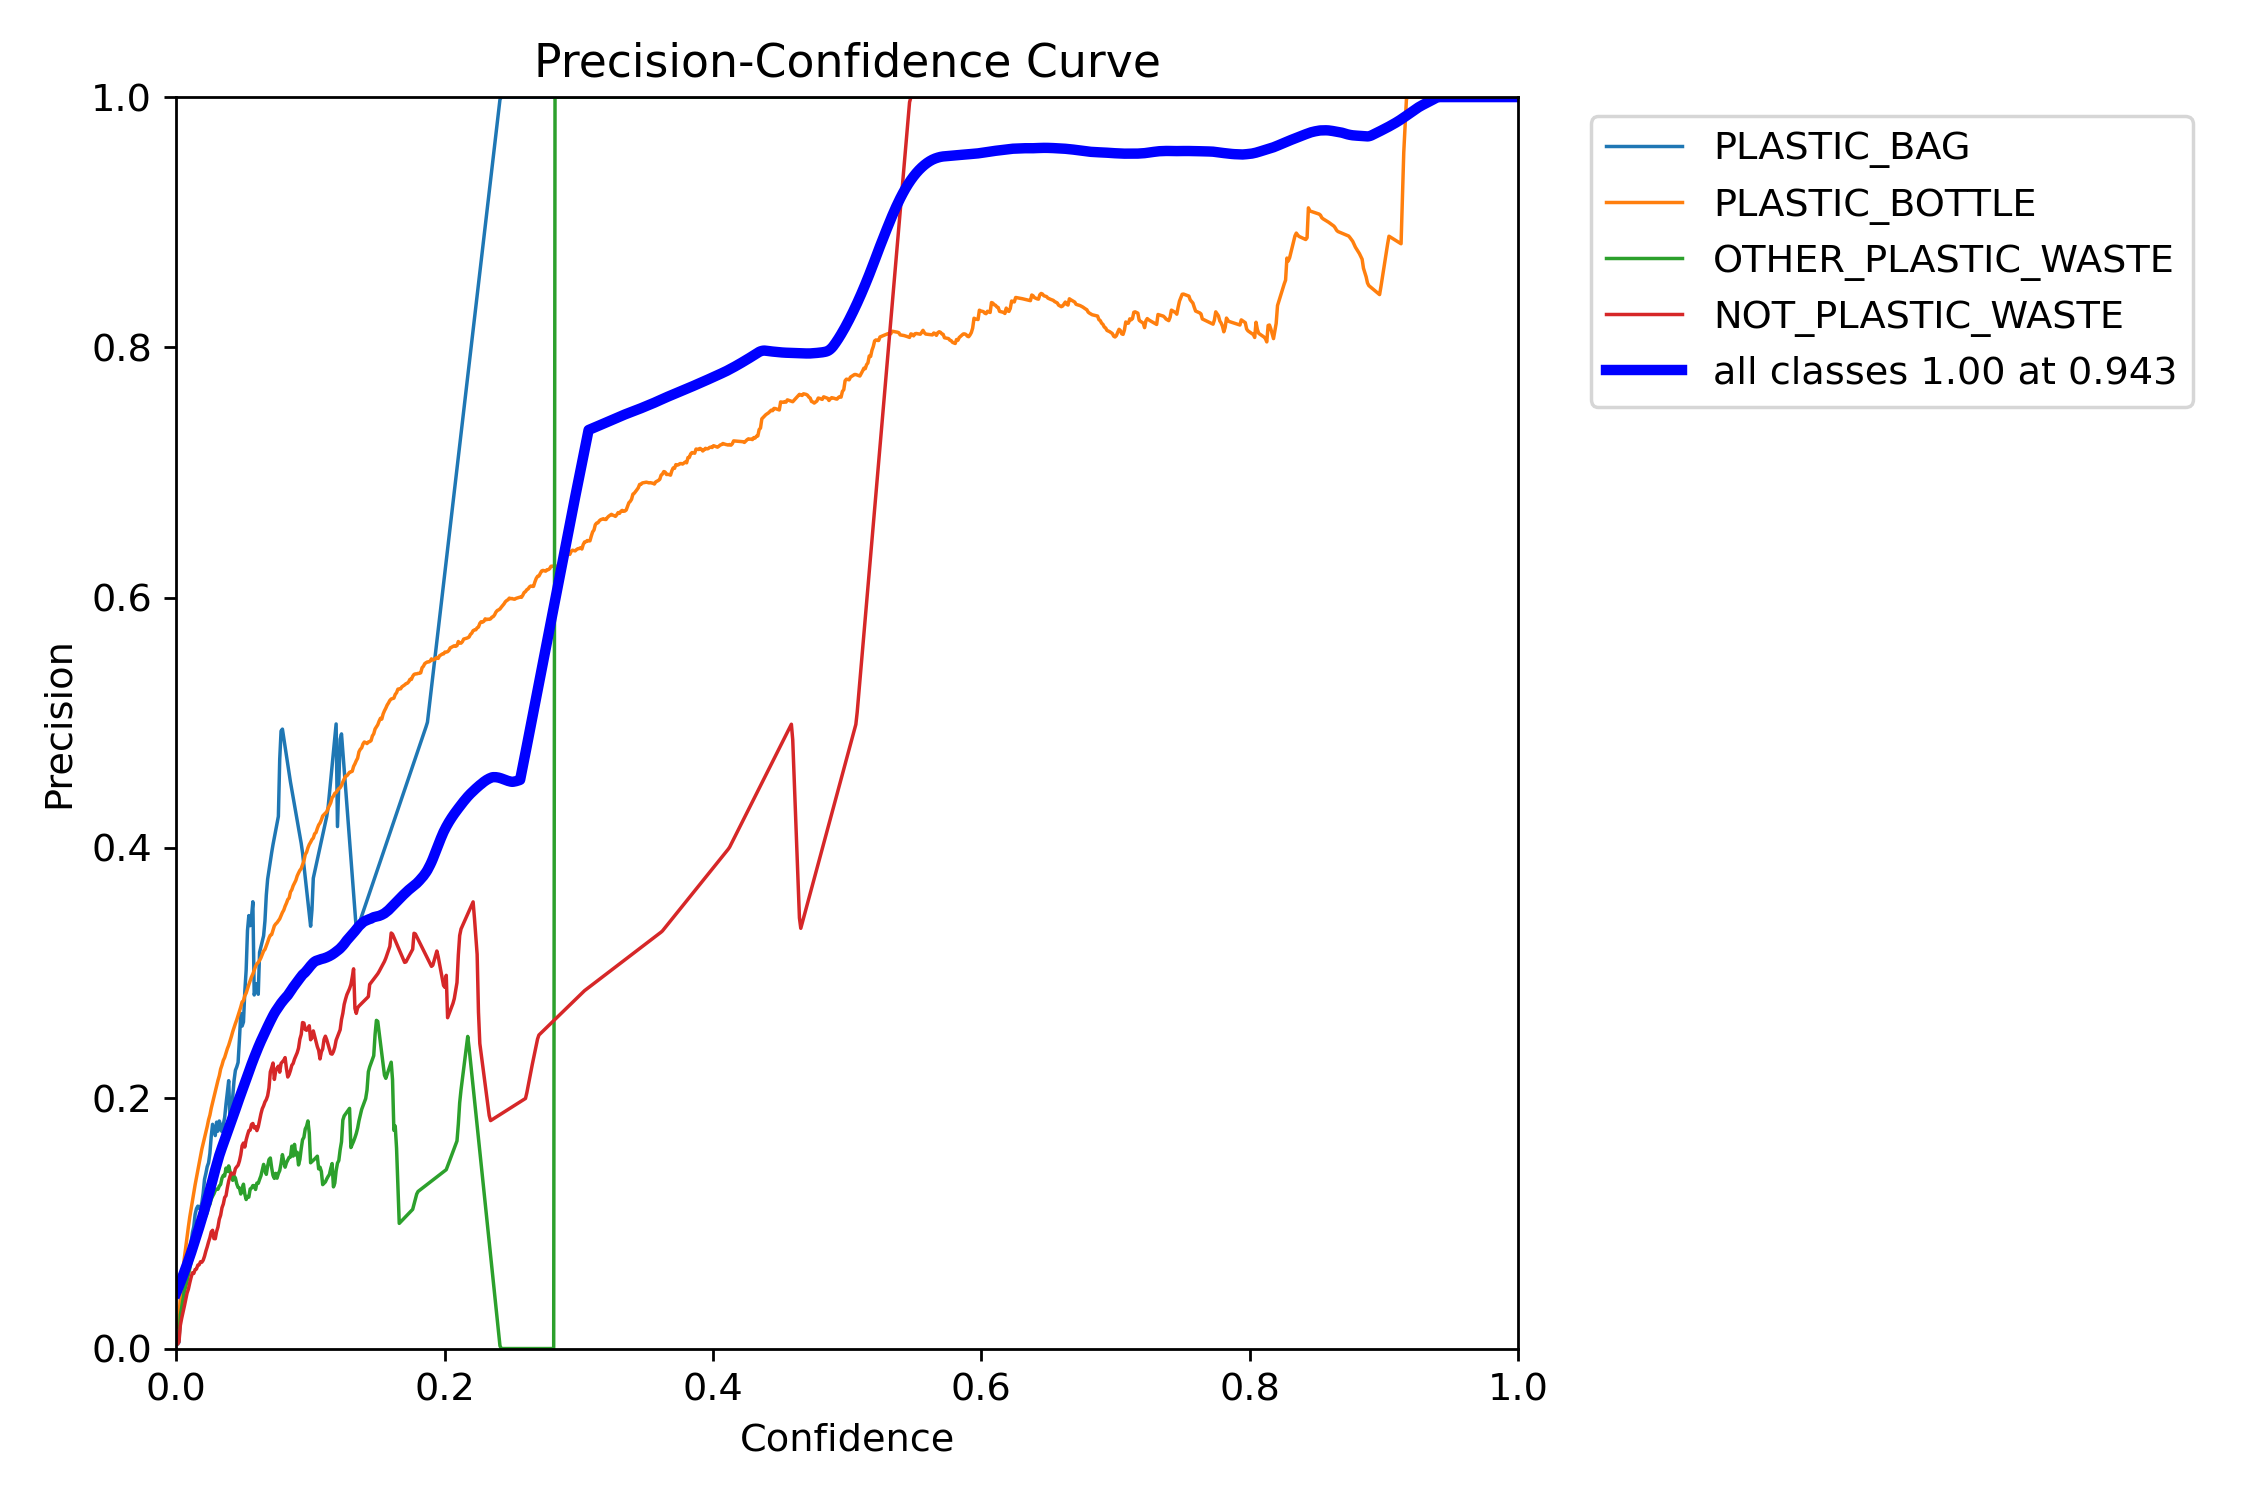 Precision-Confidence Curve
1.0
0.8
0.6
0.4
0.2
0.0
Precision
0.0 0.2 0.4 0.6 0.8 1.0
Confidence
PLASTIC_BAG
PLASTIC_BOTTLE
OTHER_PLASTIC_WASTE
NOT_PLASTIC_WASTE
all classes 1.00 at 0.943